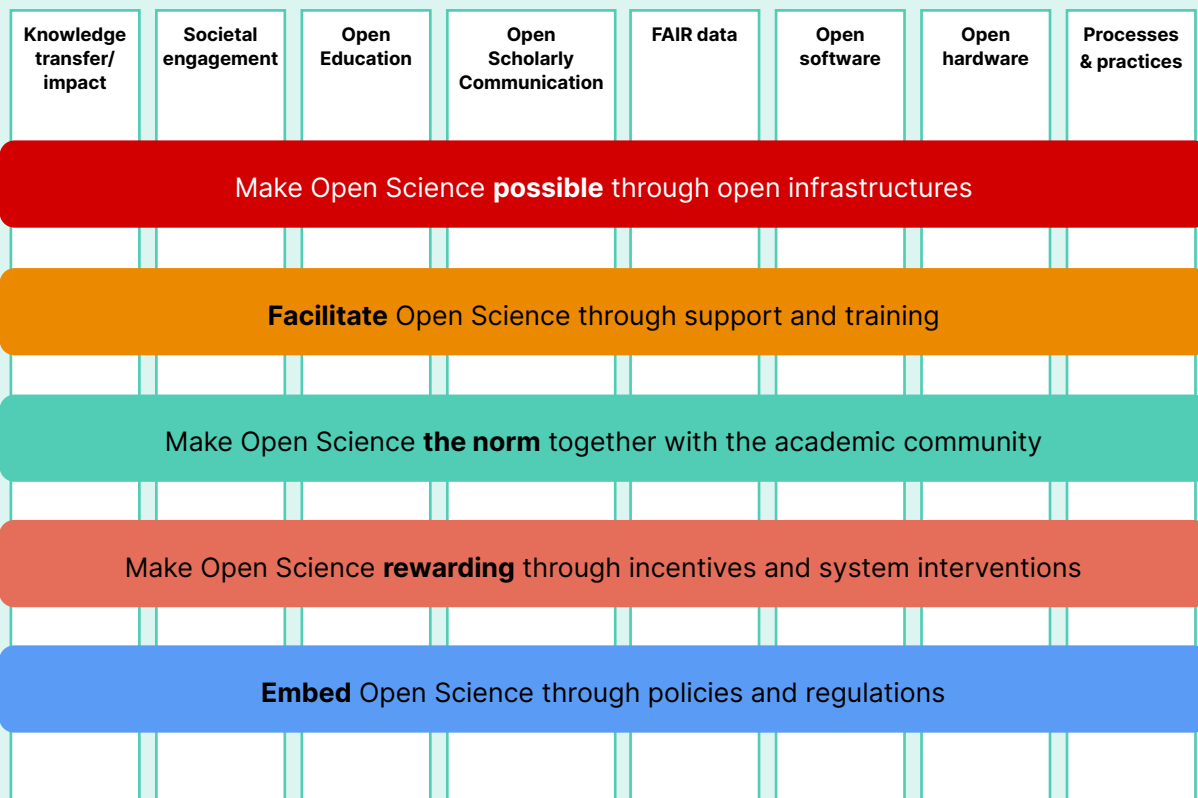 Knowledge
transfer/
impact
Societal
engagement
Open
Education
Open
Scholarly
Communication
FAIR data
Open
software
Open
hardware
Processes
& practices
Make Open Science possible through open infrastructures
Facilitate Open Science through support and training
Make Open Science the norm together with the academic community
Make Open Science rewarding through incentives and system interventions
Embed Open Science through policies and regulations